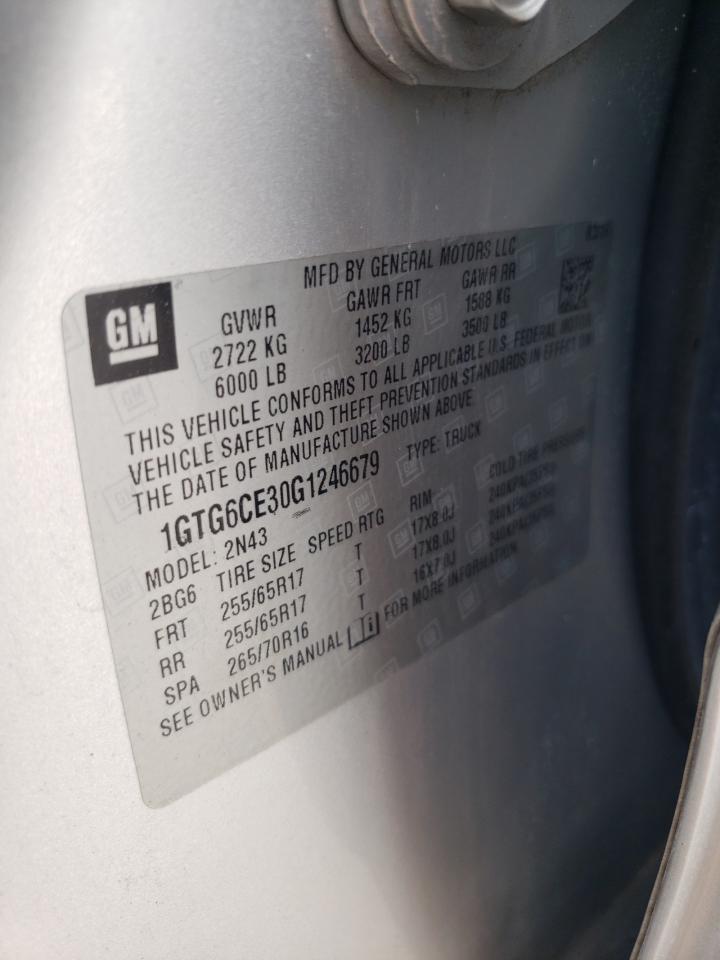 GM
MFD BY GENERAL MOTORS LLC
GVWR GAWR FRT GAWR RR
2722 KG 1452 KG 1588 KG
6000 LB 3200 LB 3500 LB
THIS VEHICLE CONFORMS TO ALL APPLICABLE U.S. FEDERAL MOTOR
VEHICLE SAFETY AND THEFT PREVENTION STANDARDS IN EFFECT ON
THE DATE OF MANUFACTURE SHOWN ABOVE
1GTG6CE30G1246679 TYPE: TRUCK
MODEL: 2N43
2BG6 TIRE SIZE SPEED RTG RIM COLD TIRE PRESSURE
FRT 255/65R17 T 17X8.0J
RR 255/65R17 T 17X8.0J
SPA 265/70R16 T 16X7.0J
SEE OWNER'S MANUAL i FOR MORE INFORMATION